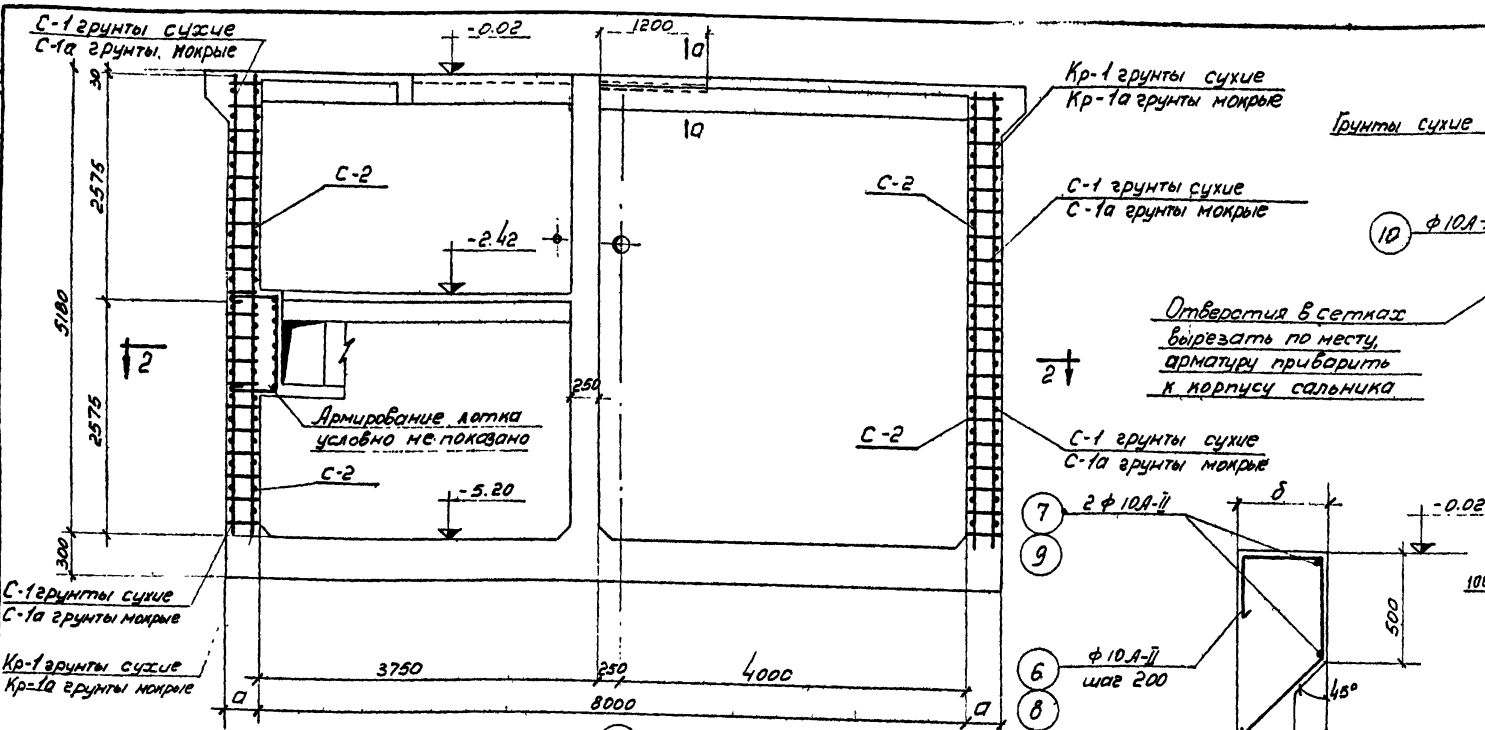 С-1 грунты сухие
С-1а грунты мокрые
-0.02
1200
1а
1а
Кр-1 грунты сухие
Кр-1а грунты мокрые
Грунты сухие
30
2575
5180
2575
300
С-2
С-2
С-1 грунты сухие
С-1а грунты мокрые
10
ф10А-
-2.42
Отверстия в сетках
вырезать по месту,
арматуру приварить
к корпусу сальника
2
2
250
Армирование лотка
условно не показано
С-2
С-2
С-1 грунты сухие
С-1а грунты мокрые
-5.20
7
2ф10А-II
9
б
-0.02
500
100
С-1 грунты сухие
С-1а грунты мокрые
Кр-1 грунты сухие
Кр-1а грунты мокрые
6
ф10А-II
шаг 200
8
45°
3750
250
4000
а
8000
а